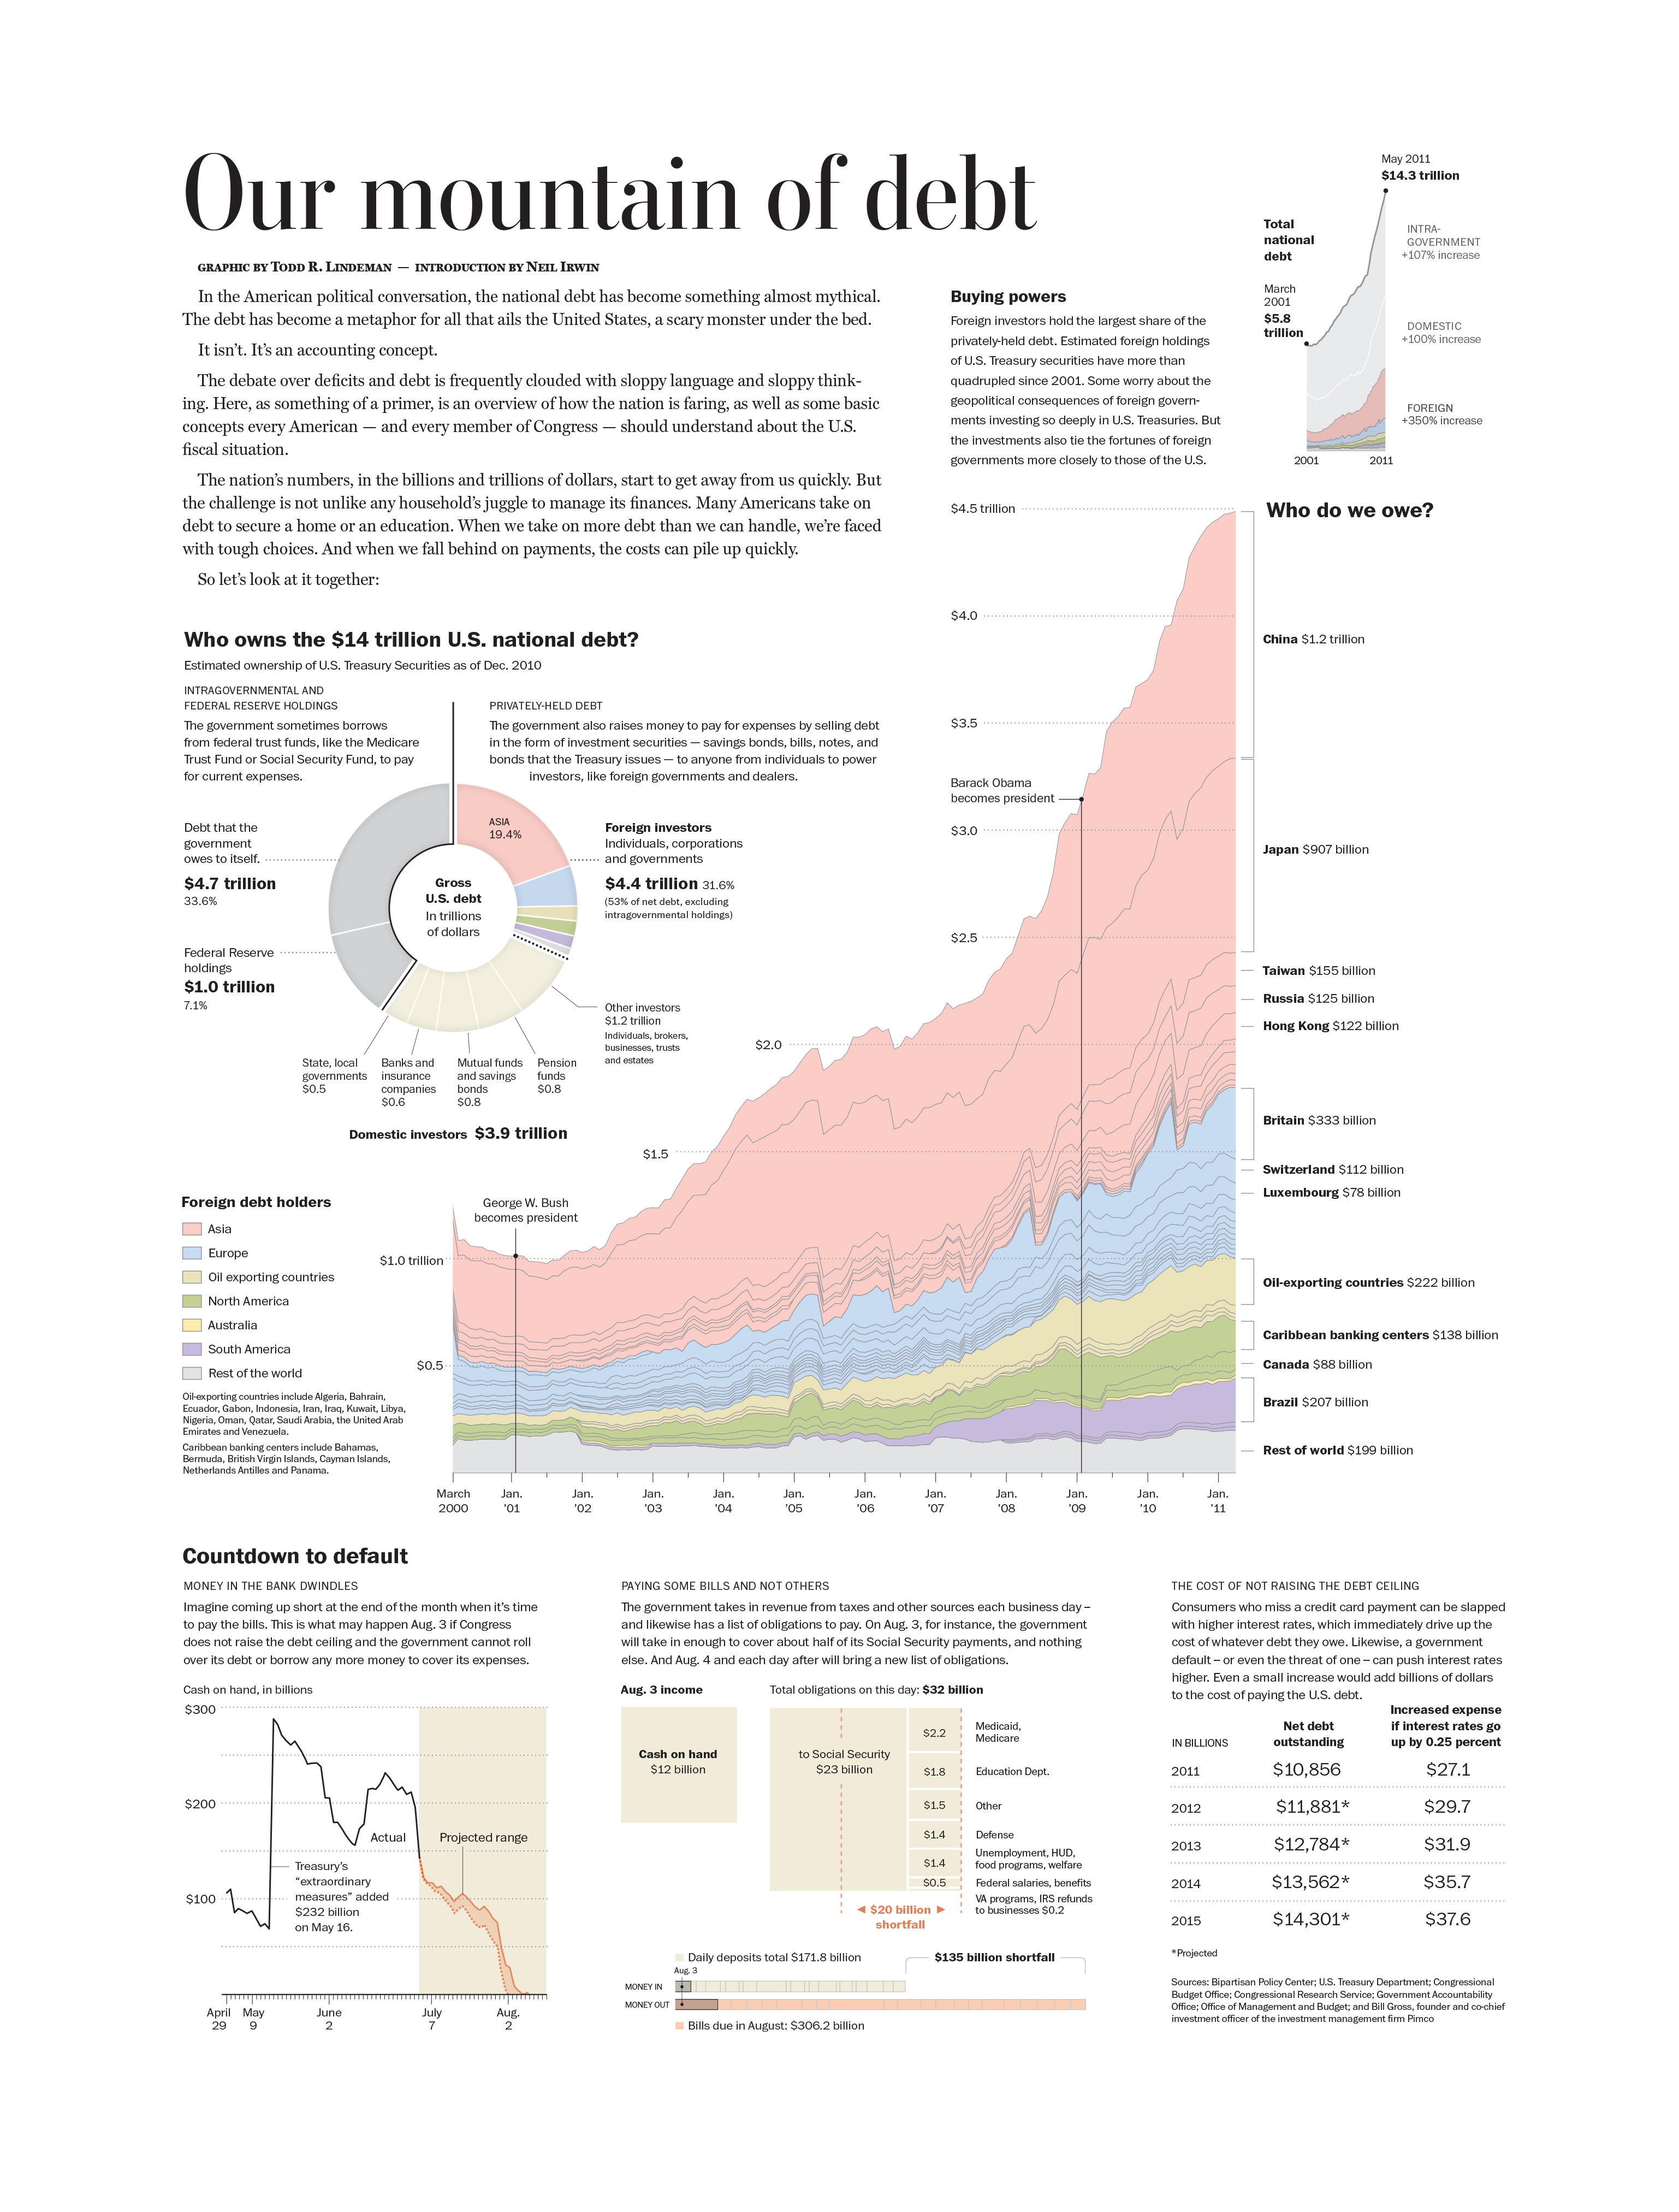 Our mountain of debt
GRAPHIC BY TODD R. LINDEMAN — INTRODUCTION BY NEIL IRWIN
In the American political conversation, the national debt has become something almost mythical.
The debt has become a metaphor for all that ails the United States, a scary monster under the bed.
It isn’t. It’s an accounting concept.
The debate over deficits and debt is frequently clouded with sloppy language and sloppy think-
ing. Here, as something of a primer, is an overview of how the nation is faring, as well as some basic
concepts every American — and every member of Congress — should understand about the U.S.
fiscal situation.
The nation’s numbers, in the billions and trillions of dollars, start to get away from us quickly. But
the challenge is not unlike any household’s juggle to manage its finances. Many Americans take on
debt to secure a home or an education. When we take on more debt than we can handle, we’re faced
with tough choices. And when we fall behind on payments, the costs can pile up quickly.
So let’s look at it together:
Buying powers
Foreign investors hold the largest share of the
privately-held debt. Estimated foreign holdings
of U.S. Treasury securities have more than
quadrupled since 2001. Some worry about the
geopolitical consequences of foreign govern-
ments investing so deeply in U.S. Treasuries. But
the investments also tie the fortunes of foreign
governments more closely to those of the U.S.
May 2011
$14.3 trillion
Total
national
debt
March
2001
$5.8
trillion
INTRA-
GOVERNMENT
+107% increase
DOMESTIC
+100% increase
FOREIGN
+350% increase
2001
2011
Who owns the $14 trillion U.S. national debt?
Estimated ownership of U.S. Treasury Securities as of Dec. 2010
INTRAGOVERNMENTAL AND
FEDERAL RESERVE HOLDINGS
The government sometimes borrows
from federal trust funds, like the Medicare
Trust Fund or Social Security Fund, to pay
for current expenses.
PRIVATELY-HELD DEBT
The government also raises money to pay for expenses by selling debt
in the form of investment securities — savings bonds, bills, notes, and
bonds that the Treasury issues — to anyone from individuals to power
investors, like foreign governments and dealers.
Debt that the
government
owes to itself.
$4.7 trillion
33.6%
Federal Reserve
holdings
$1.0 trillion
7.1%
ASIA
19.4%
Gross
U.S. debt
In trillions
of dollars
Foreign investors
Individuals, corporations
and governments
$4.4 trillion 31.6%
(53% of net debt, excluding
intragovernmental holdings)
Other investors
$1.2 trillion
Individuals, brokers,
businesses, trusts
and estates
State, local
governments
$0.5
Banks and
insurance
companies
$0.6
Mutual funds
and savings
bonds
$0.8
Pension
funds
$0.8
Domestic investors $3.9 trillion
Who do we owe?
$4.5 trillion
$4.0
$3.5
$3.0
$2.5
$2.0
$1.5
$1.0 trillion
$0.5
Barack Obama
becomes president
George W. Bush
becomes president
China $1.2 trillion
Japan $907 billion
Taiwan $155 billion
Russia $125 billion
Hong Kong $122 billion
Britain $333 billion
Switzerland $112 billion
Luxembourg $78 billion
Oil-exporting countries $222 billion
Caribbean banking centers $138 billion
Canada $88 billion
Brazil $207 billion
Rest of world $199 billion
Foreign debt holders
Asia
Europe
Oil exporting countries
North America
Australia
South America
Rest of the world
Oil-exporting countries include Algeria, Bahrain,
Ecuador, Gabon, Indonesia, Iran, Iraq, Kuwait, Libya,
Nigeria, Oman, Qatar, Saudi Arabia, the United Arab
Emirates and Venezuela.
Caribbean banking centers include Bahamas,
Bermuda, British Virgin Islands, Cayman Islands,
Netherlands Antilles and Panama.
March
2000
Jan.
’01
Jan.
’02
Jan.
’03
Jan.
’04
Jan.
’05
Jan.
’06
Jan.
’07
Jan.
’08
Jan.
’09
Jan.
’10
Jan.
’11
Countdown to default
MONEY IN THE BANK DWINDLES
Imagine coming up short at the end of the month when it’s time
to pay the bills. This is what may happen Aug. 3 if Congress
does not raise the debt ceiling and the government cannot roll
over its debt or borrow any more money to cover its expenses.
Cash on hand, in billions
$300
$200
$100
Actual
Projected range
Treasury’s
“extraordinary
measures” added
$232 billion
on May 16.
April
29
May
9
June
2
July
7
Aug.
2
PAYING SOME BILLS AND NOT OTHERS
The government takes in revenue from taxes and other sources each business day –
and likewise has a list of obligations to pay. On Aug. 3, for instance, the government
will take in enough to cover about half of its Social Security payments, and nothing
else. And Aug. 4 and each day after will bring a new list of obligations.
Aug. 3 income
Cash on hand
$12 billion
Total obligations on this day: $32 billion
to Social Security
$23 billion
$2.2
Medicaid,
Medicare
$1.8
Education Dept.
$1.5
Other
$1.4
Defense
$1.4
Unemployment, HUD,
food programs, welfare
$0.5
Federal salaries, benefits
VA programs, IRS refunds
to businesses $0.2
◄ $20 billion ►
shortfall
Daily deposits total $171.8 billion
$135 billion shortfall
Aug. 3
MONEY IN
MONEY OUT
Bills due in August: $306.2 billion
THE COST OF NOT RAISING THE DEBT CEILING
Consumers who miss a credit card payment can be slapped
with higher interest rates, which immediately drive up the
cost of whatever debt they owe. Likewise, a government
default – or even the threat of one – can push interest rates
higher. Even a small increase would add billions of dollars
to the cost of paying the U.S. debt.
IN BILLIONS
Net debt
outstanding
Increased expense
if interest rates go
up by 0.25 percent
2011 $10,856 $27.1
2012 $11,881* $29.7
2013 $12,784* $31.9
2014 $13,562* $35.7
2015 $14,301* $37.6
*Projected
Sources: Bipartisan Policy Center; U.S. Treasury Department; Congressional
Budget Office; Congressional Research Service; Government Accountability
Office; Office of Management and Budget; and Bill Gross, founder and co-chief
investment officer of the investment management firm Pimco